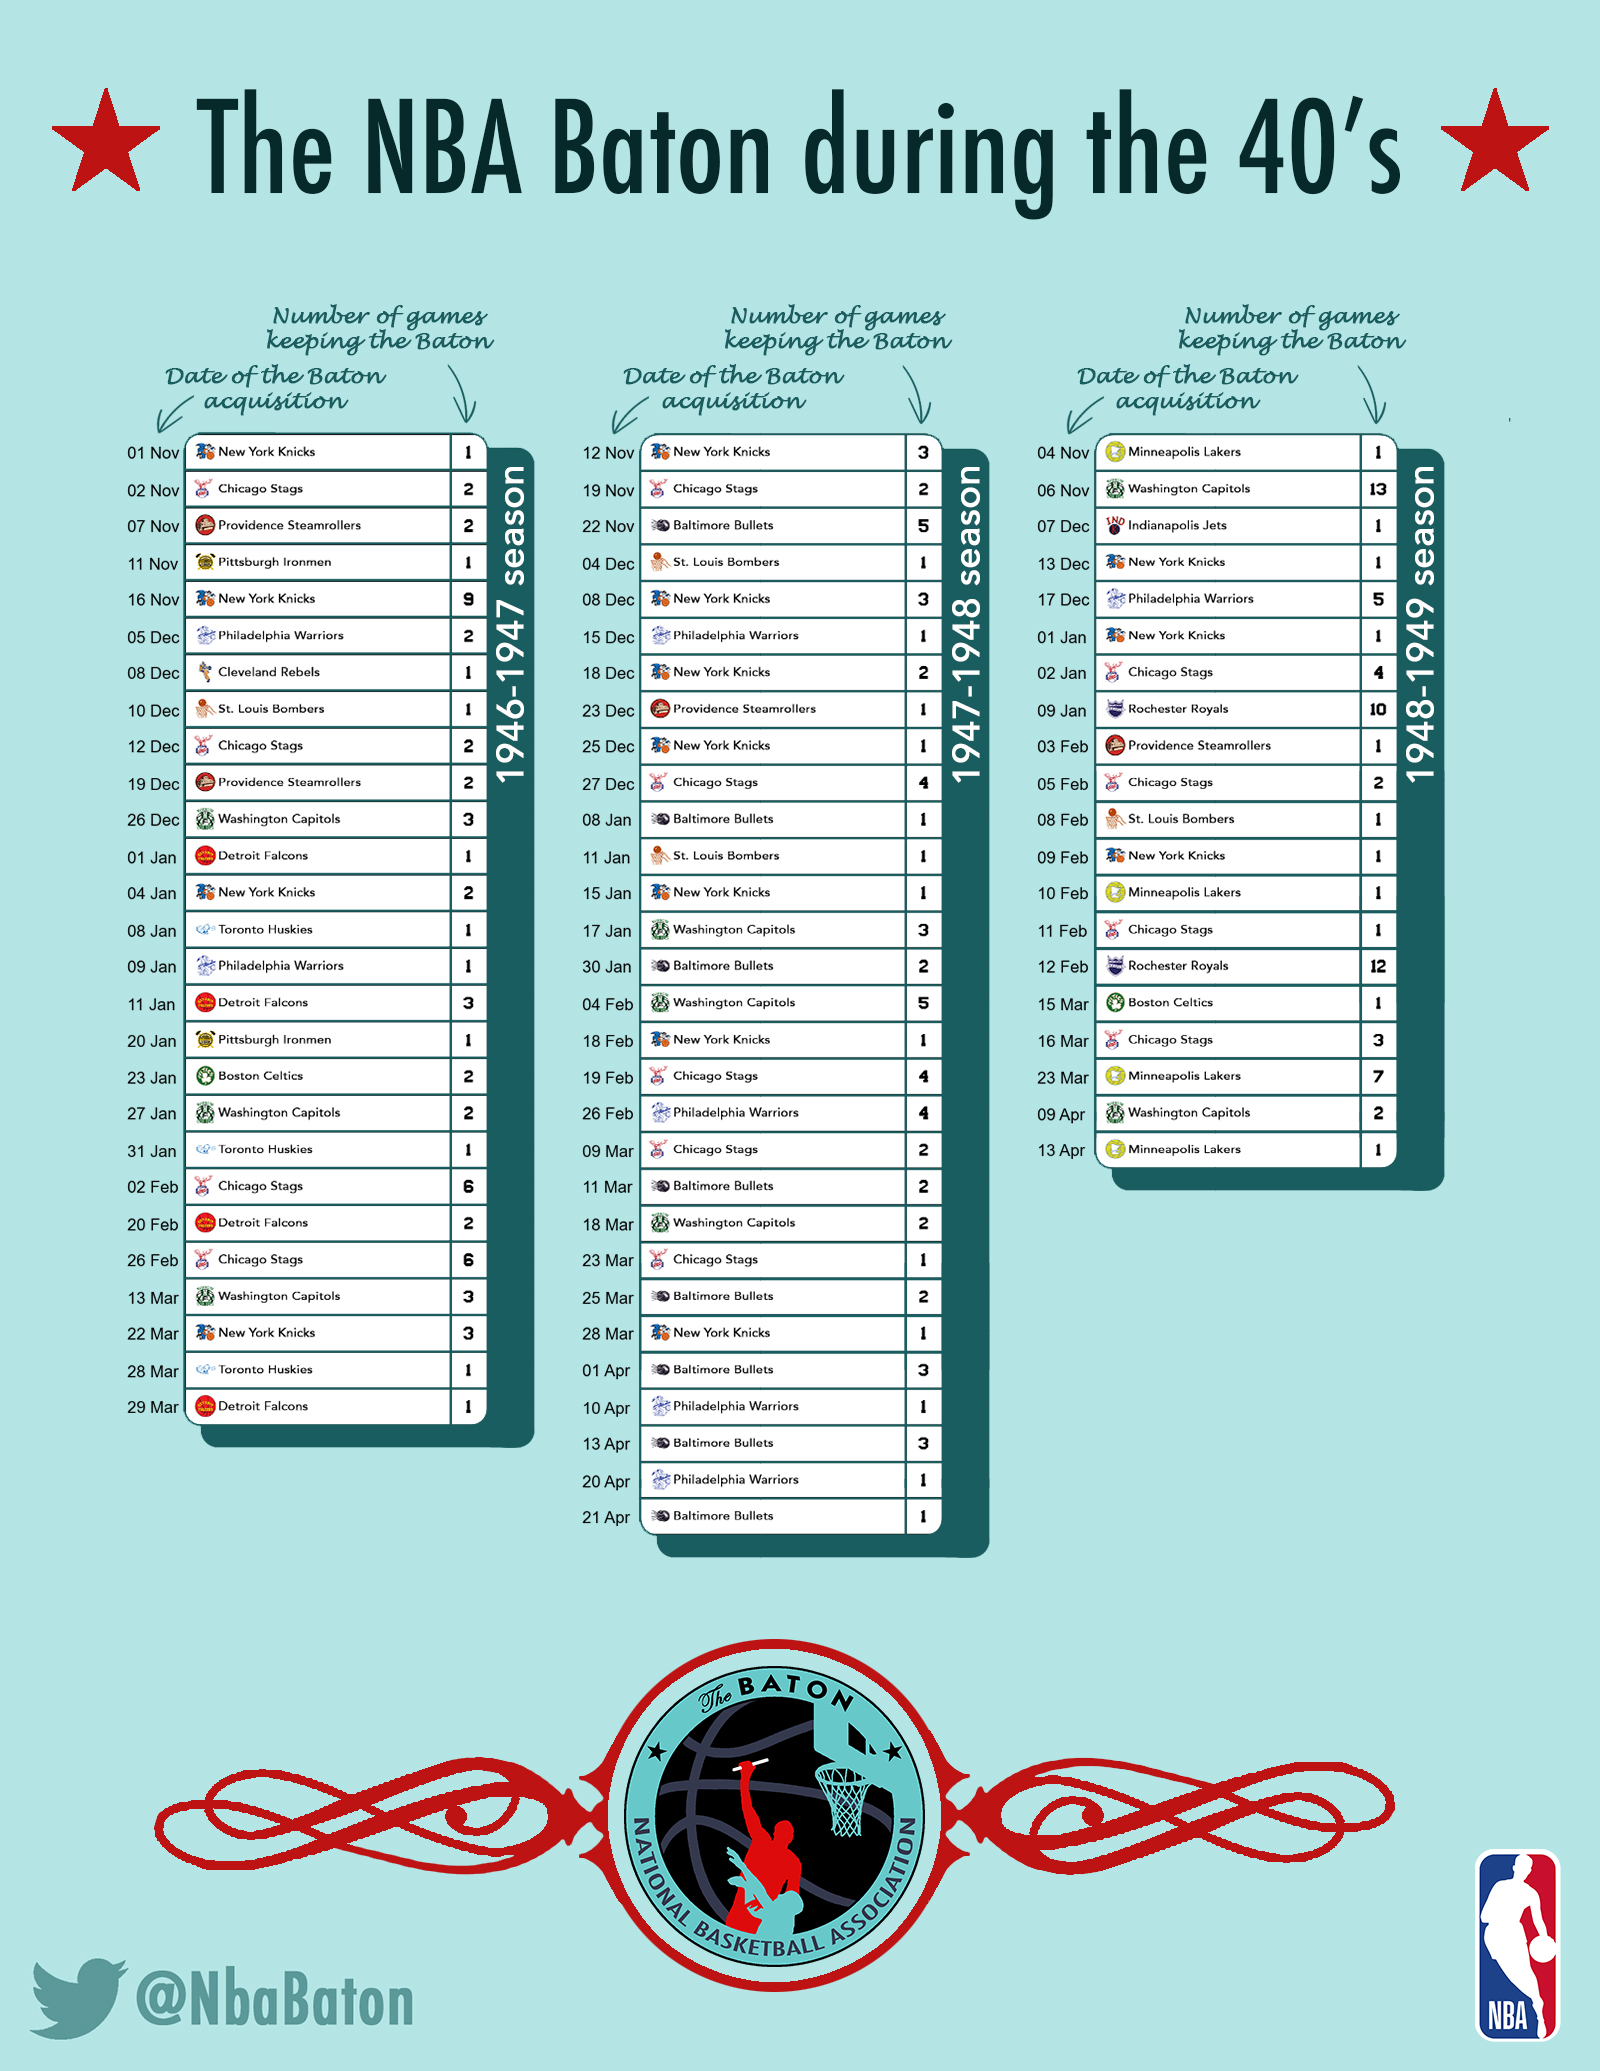 The NBA Baton during the 40's
Number of games
keeping the Baton
Date of the Baton
acquisition
01 Nov New York Knicks 1
02 Nov Chicago Stags 2
07 Nov Providence Steamrollers 2
11 Nov Pittsburgh Ironmen 1
16 Nov New York Knicks 9
05 Dec Philadelphia Warriors 2
08 Dec Cleveland Rebels 1
10 Dec St. Louis Bombers 1
12 Dec Chicago Stags 2
19 Dec Providence Steamrollers 2
26 Dec Washington Capitols 3
01 Jan Detroit Falcons 1
04 Jan New York Knicks 2
08 Jan Toronto Huskies 1
09 Jan Philadelphia Warriors 1
11 Jan Detroit Falcons 3
20 Jan Pittsburgh Ironmen 1
23 Jan Boston Celtics 2
27 Jan Washington Capitols 2
31 Jan Toronto Huskies 1
02 Feb Chicago Stags 6
20 Feb Detroit Falcons 2
26 Feb Chicago Stags 6
13 Mar Washington Capitols 3
22 Mar New York Knicks 3
28 Mar Toronto Huskies 1
29 Mar Detroit Falcons 1
1946-1947 season
Number of games
keeping the Baton
Date of the Baton
acquisition
12 Nov New York Knicks 3
19 Nov Chicago Stags 2
22 Nov Baltimore Bullets 5
04 Dec St. Louis Bombers 1
08 Dec New York Knicks 3
15 Dec Philadelphia Warriors 1
18 Dec New York Knicks 2
23 Dec Providence Steamrollers 1
25 Dec New York Knicks 1
27 Dec Chicago Stags 4
08 Jan Baltimore Bullets 1
11 Jan St. Louis Bombers 1
15 Jan New York Knicks 1
17 Jan Washington Capitols 3
30 Jan Baltimore Bullets 2
04 Feb Washington Capitols 5
18 Feb New York Knicks 1
19 Feb Chicago Stags 4
26 Feb Philadelphia Warriors 4
09 Mar Chicago Stags 2
11 Mar Baltimore Bullets 2
18 Mar Washington Capitols 2
23 Mar Chicago Stags 1
25 Mar Baltimore Bullets 2
28 Mar New York Knicks 1
01 Apr Baltimore Bullets 3
10 Apr Philadelphia Warriors 1
13 Apr Baltimore Bullets 3
20 Apr Philadelphia Warriors 1
21 Apr Baltimore Bullets 1
1947-1948 season
Number of games
keeping the Baton
Date of the Baton
acquisition
04 Nov Minneapolis Lakers 1
06 Nov Washington Capitols 13
07 Dec Indianapolis Jets 1
13 Dec New York Knicks 1
17 Dec Philadelphia Warriors 5
01 Jan New York Knicks 1
02 Jan Chicago Stags 4
09 Jan Rochester Royals 10
03 Feb Providence Steamrollers 1
05 Feb Chicago Stags 2
08 Feb St. Louis Bombers 1
09 Feb New York Knicks 1
10 Feb Minneapolis Lakers 1
11 Feb Chicago Stags 1
12 Feb Rochester Royals 12
15 Mar Boston Celtics 1
16 Mar Chicago Stags 3
23 Mar Minneapolis Lakers 7
09 Apr Washington Capitols 2
13 Apr Minneapolis Lakers 1
1948-1949 season
The BATON
NATIONAL BASKETBALL ASSOCIATION
@NbaBaton
NBA